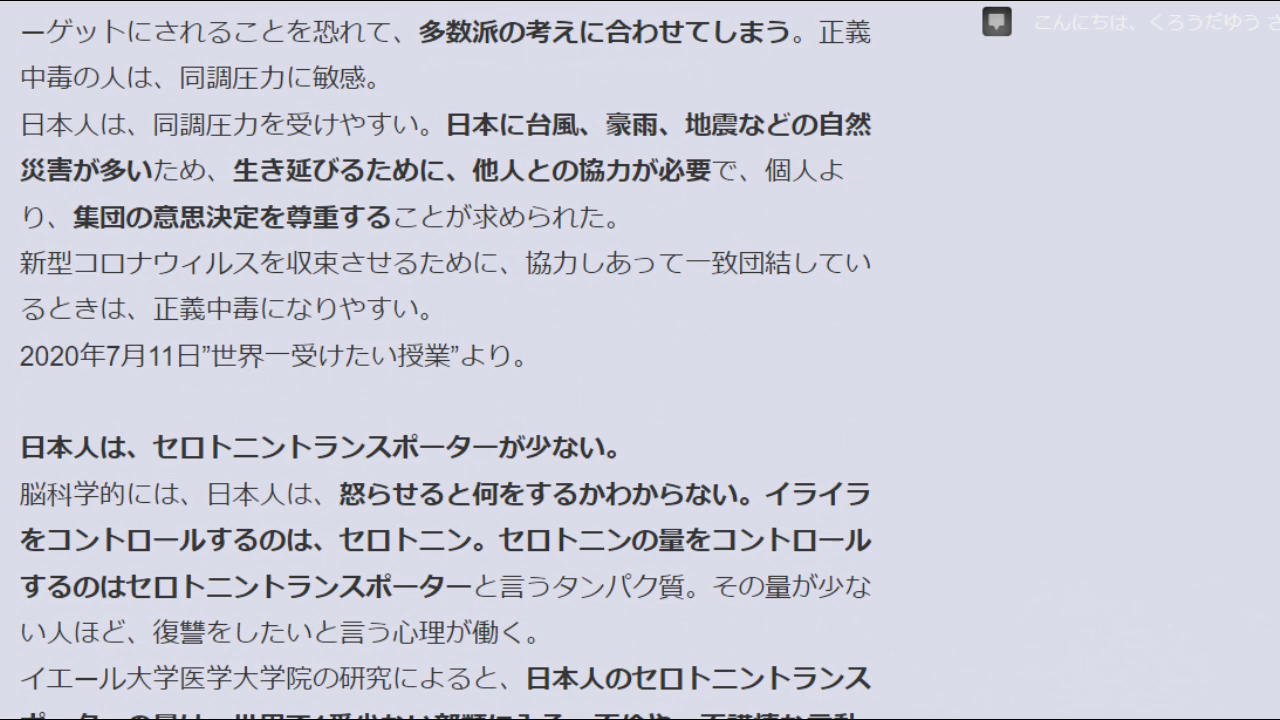 ーゲットにされることを恐れて、多数派の考えに合わせてしまう。正義
中毒の人は、同調圧力に敏感。
日本人は、同調圧力を受けやすい。日本に台風、豪雨、地震などの自然
災害が多いため、生き延びるために、他人との協力が必要で、個人よ
り、集団の意思決定を尊重することが求められた。
新型コロナウィルスを収束させるために、協力しあって一致団結してい
るときは、正義中毒になりやすい。
2020年7月11日”世界一受けたい授業”より。
日本人は、セロトニントランスポーターが少ない。
脳科学的には、日本人は、怒らせると何をするかわからない。イライラ
をコントロールするのは、セロトニン。セロトニンの量をコントロール
するのはセロトニントランスポーターと言うタンパク質。その量が少な
い人ほど、復讐をしたいと言う心理が働く。
イエール大学医学大学院の研究によると、日本人のセロトニントランス
こんにちは、くろうだゆう さ